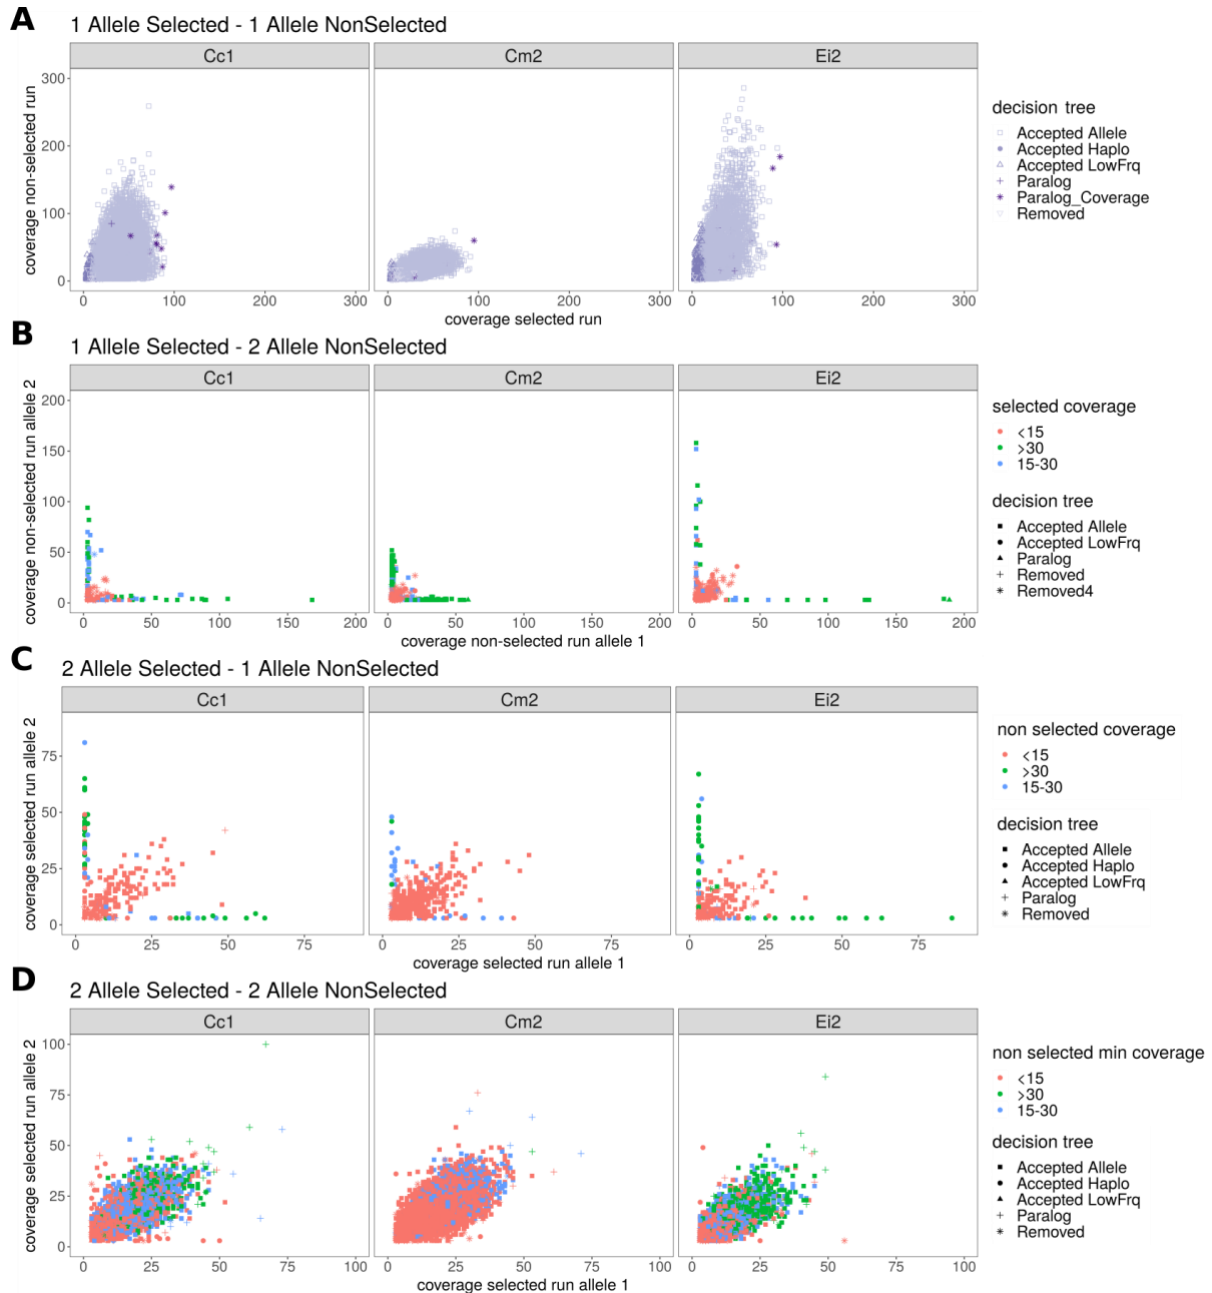 A
1 Allele Selected - 1 Allele NonSelected
Cc1 Cm2 Ei2
coverage non-selected run
300
200
100
0
0 100 200 300 0 100 200 300 0 100 200 300
coverage selected run
decision tree
Accepted Allele
Accepted Haplo
Accepted LowFrq
Paralog
Paralog_Coverage
Removed
B
1 Allele Selected - 2 Allele NonSelected
Cc1 Cm2 Ei2
coverage non-selected run allele 2
200
150
100
50
0
0 50 100 150 200 0 50 100 150 200 0 50 100 150 200
coverage non-selected run allele 1
selected coverage
<15
>30
15-30
decision tree
Accepted Allele
Accepted LowFrq
Paralog
Removed
Removed4
C
2 Allele Selected - 1 Allele NonSelected
Cc1 Cm2 Ei2
coverage selected run allele 2
75
50
25
0
0 25 50 75 0 25 50 75 0 25 50 75
coverage selected run allele 1
non selected coverage
<15
>30
15-30
decision tree
Accepted Allele
Accepted Haplo
Accepted LowFrq
Paralog
Removed
D
2 Allele Selected - 2 Allele NonSelected
Cc1 Cm2 Ei2
coverage selected run allele 2
100
75
50
25
0
0 25 50 75 100 0 25 50 75 100 0 25 50 75 100
coverage selected run allele 1
non selected min coverage
<15
>30
15-30
decision tree
Accepted Allele
Accepted Haplo
Accepted LowFrq
Paralog
Removed